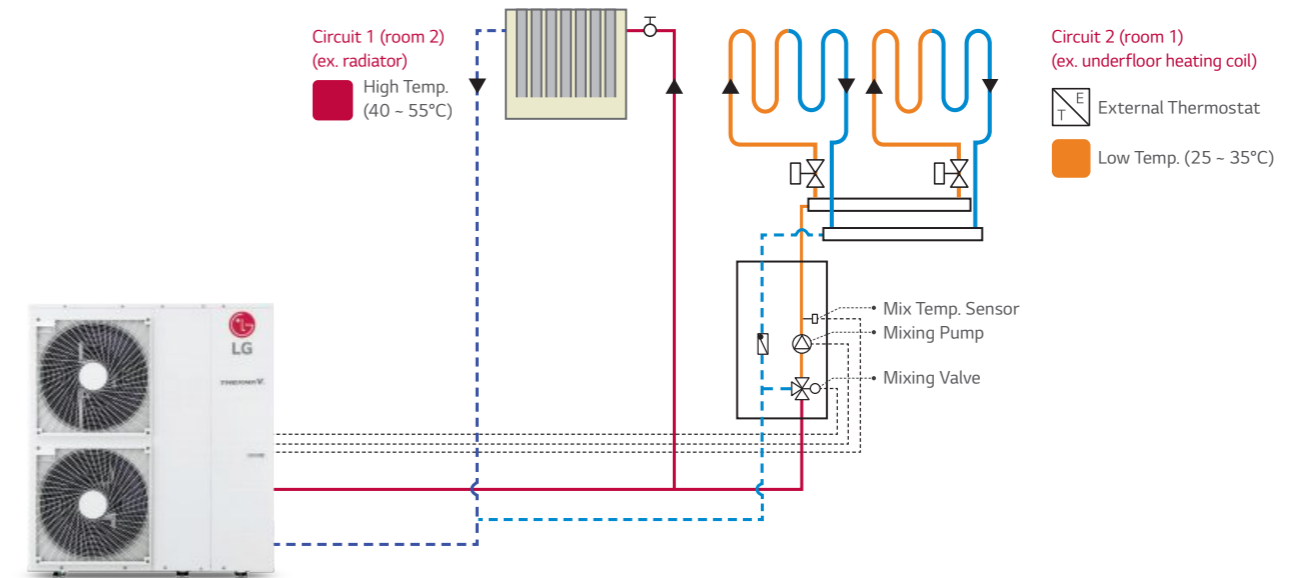 Circuit 1 (room 2)
(ex. radiator)
High Temp.
(40 ~ 55°C)
Circuit 2 (room 1)
(ex. underfloor heating coil)
T E
External Thermostat
Low Temp. (25 ~ 35°C)
Mix Temp. Sensor
Mixing Pump
Mixing Valve
LG
THERMA V.